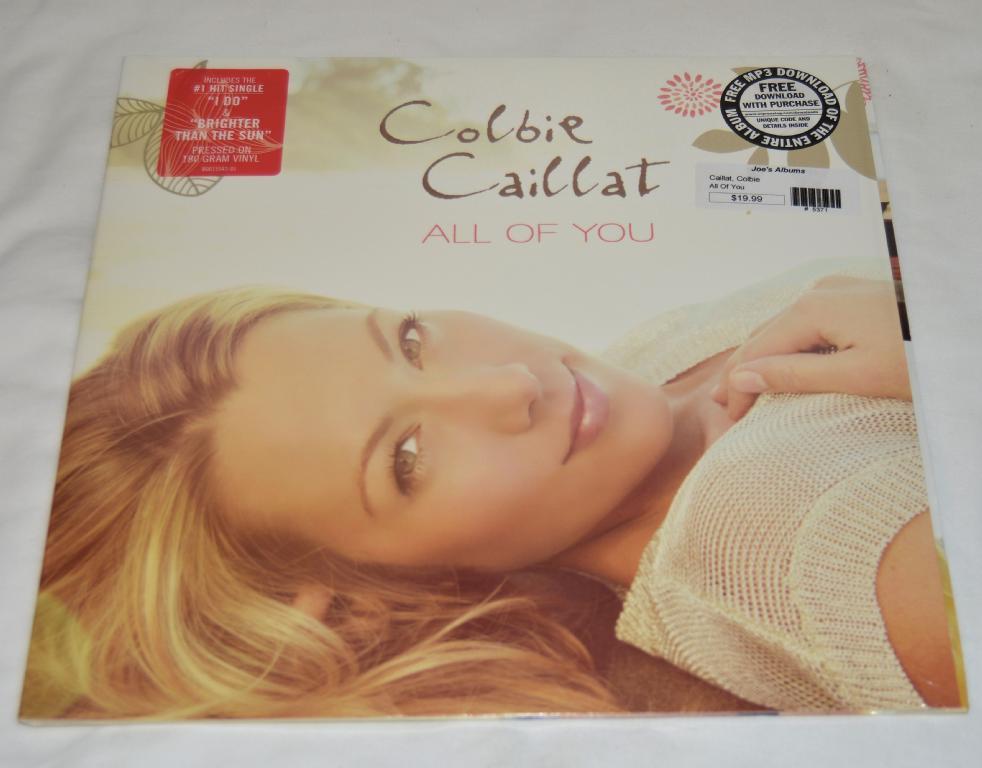 INCLUDES THE
#1 HIT SINGLE
"I DO"
&
"BRIGHTER
THAN THE SUN"
PRESSED ON
180 GRAM VINYL
Colbie
Caillat
ALL OF YOU
FREE MP3 DOWNLOAD OF THE ENTIRE ALBUM
FREE
DOWNLOAD
WITH PURCHASE
UNIQUE CODE AND
DETAILS INSIDE
Joe's Albums
Caillat, Colbie
All Of You
$19.99
# 5371